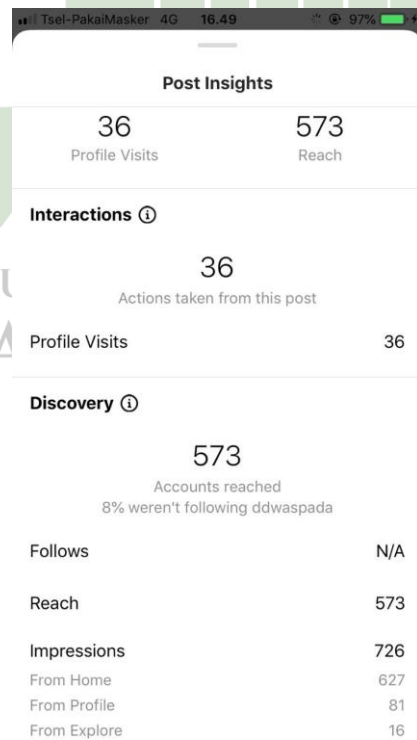 Tsel-PakaiMasker 4G 16.49 97%
Post Insights
36 573
Profile Visits Reach
Interactions
36
Actions taken from this post
Profile Visits 36
Discovery
573
Accounts reached
8% weren't following ddwaspada
Follows N/A
Reach 573
Impressions 726
From Home 627
From Profile 81
From Explore 16